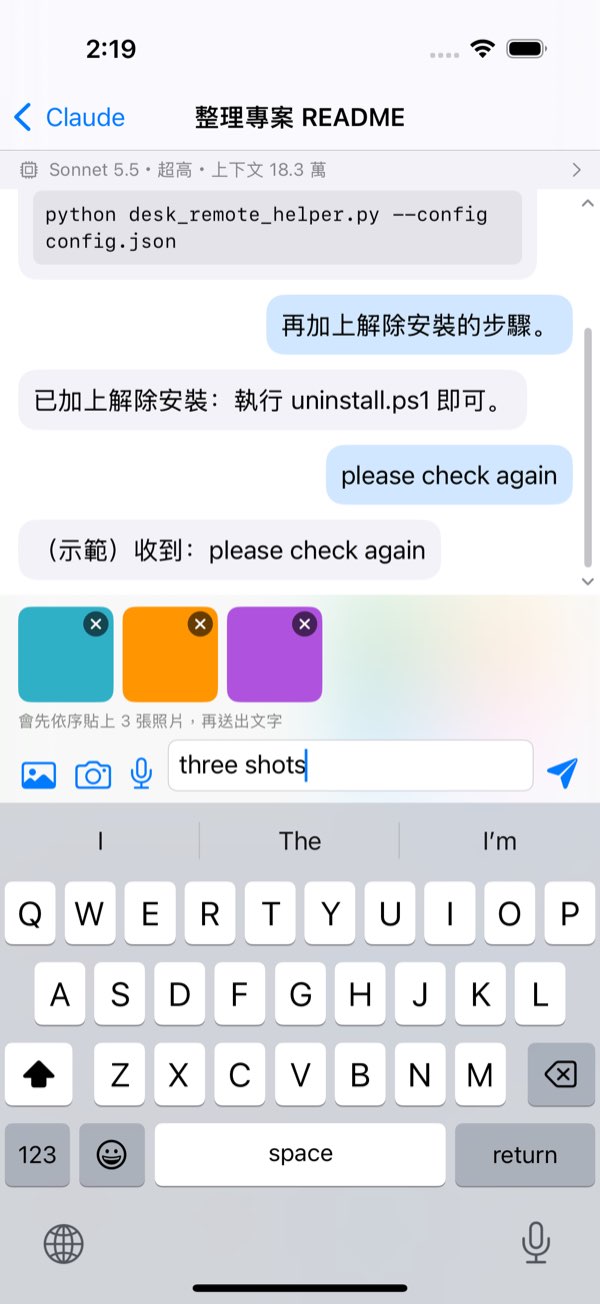 2:19
Claude
整理專案 README
Sonnet 5.5・超高・上下文 18.3 萬
python desk_remote_helper.py --config
config.json
再加上解除安裝的步驟。
已加上解除安裝：執行 uninstall.ps1 即可。
please check again
（示範）收到：please check again
會先依序貼上 3 張照片，再送出文字
three shots
I
The
I’m
Q W E R T Y U I O P
A S D F G H J K L
Z X C V B N M
123
space
return